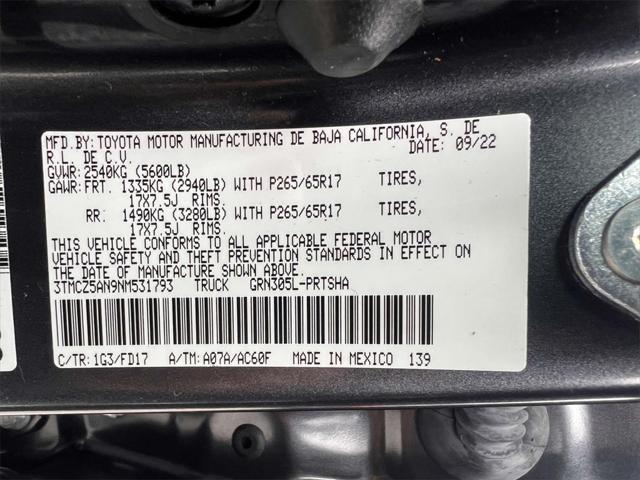 MFD.BY:TOYOTA MOTOR MANUFACTURING DE BAJA CALIFORNIA, S. DE
R.L. DE C.V. DATE: 09/22
GVWR:2540KG (5600LB)
GAWR:FRT. 1335KG (2940LB) WITH P265/65R17 TIRES,
17X7.5J RIMS.
RR: 1490KG (3280LB) WITH P265/65R17 TIRES,
17X7.5J RIMS.
THIS VEHICLE CONFORMS TO ALL APPLICABLE FEDERAL MOTOR
VEHICLE SAFETY AND THEFT PREVENTION STANDARDS IN EFFECT ON
THE DATE OF MANUFACTURE SHOWN ABOVE.
3TMCZ5AN9NM531793 TRUCK GRN305L-PRTSHA
C/TR:1G3/FD17 A/TM:A07A/AC60F MADE IN MEXICO 139